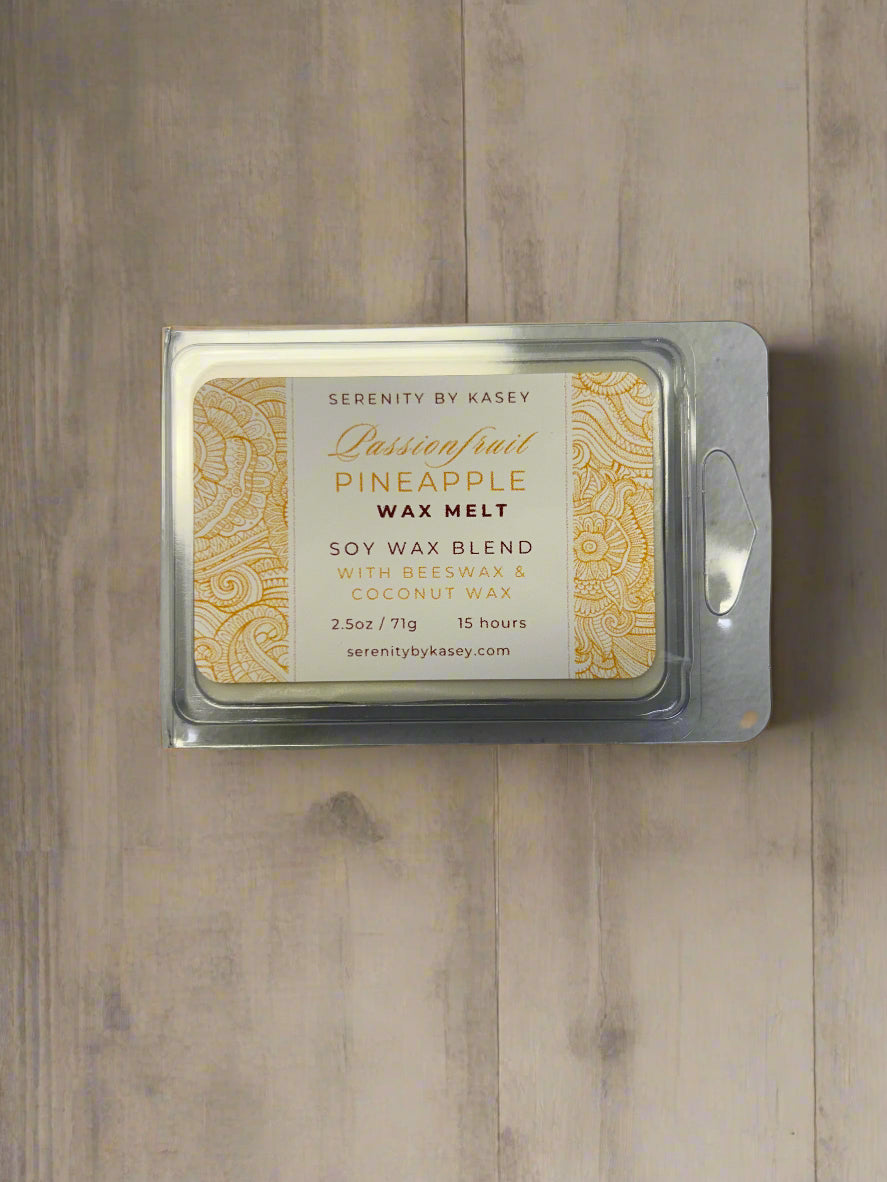 SERENITY BY KASEY
Passionfruit
PINEAPPLE
WAX MELT
SOY WAX BLEND
WITH BEESWAX &
COCONUT WAX
2.5oz / 71g 15 hours
serenitybykasey.com